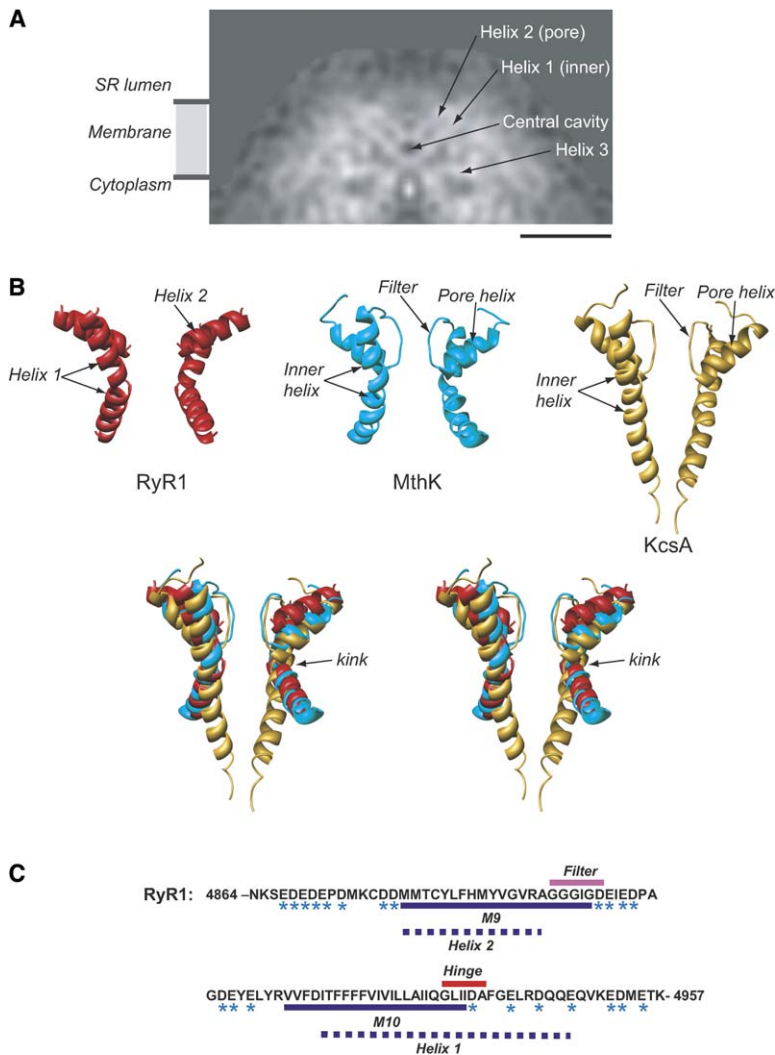 A
Helix 2 (pore)
Helix 1 (inner)
SR lumen
Membrane
Central cavity
Helix 3
Cytoplasm
B
Helix 2
Helix 1
RyR1
Filter
Pore helix
Inner
helix
MthK
Filter
Pore helix
Inner
helix
KcsA
kink
kink
C
Filter
RyR1: 4864 –NKSEDEDEPDMKCDDMMTCYLFHMYVGVRAGGGIGDEIEDPA
***** * ** ****
M9
Helix 2
Hinge
GDEYELYRVVFDITFFFFVIVILLAIIQGLIIDAFGELRDQQEQVKEDMETK- 4957
** * * * * * ** *
M10
Helix 1